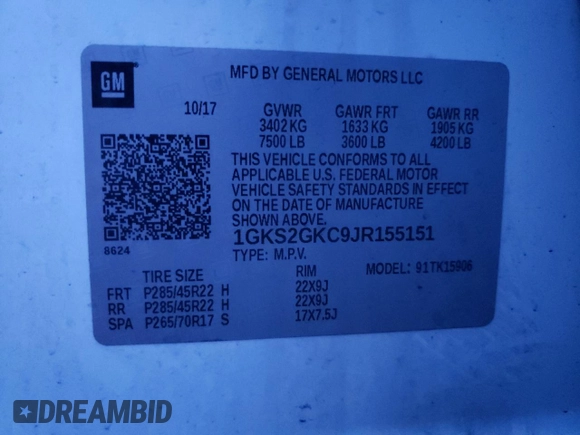 GM
MFD BY GENERAL MOTORS LLC
10/17 GVWR GAWR FRT GAWR RR
3402 KG 1633 KG 1905 KG
7500 LB 3600 LB 4200 LB
THIS VEHICLE CONFORMS TO ALL
APPLICABLE U.S. FEDERAL MOTOR
VEHICLE SAFETY STANDARDS IN EFFECT
ON THE DATE OF MANUFACTURE
SHOWN ABOVE.
1GKS2GKC9JR155151
8624
TYPE: M.P.V.
MODEL: 91TK15906
TIRE SIZE RIM
FRT P285/45R22 H 22X9J
RR P285/45R22 H 22X9J
SPA P265/70R17 S 17X7.5J
DREAMBID